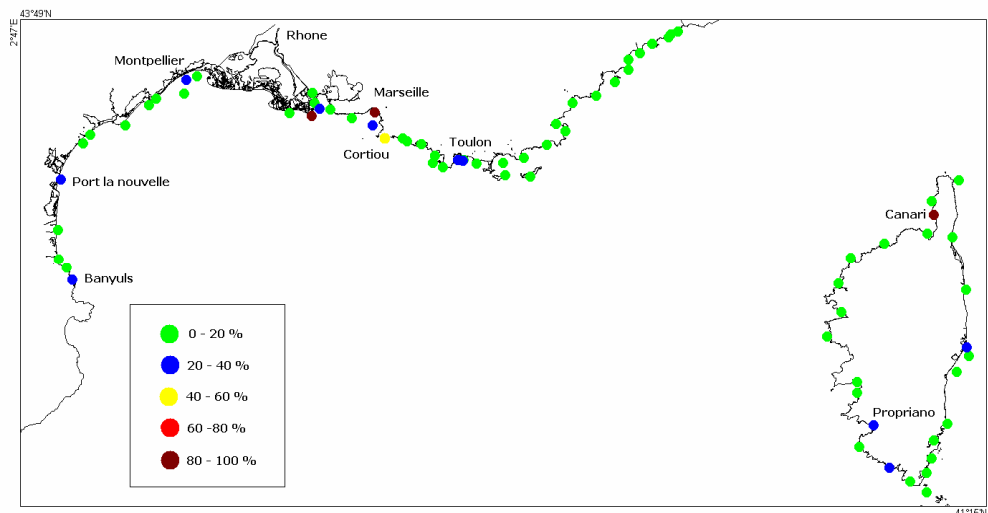 43°49'N
2°47'E
Rhone
Montpellier
Marseille
Toulon
Cortiou
Port la nouvelle
Canari
Banyuls
0 - 20 %
20 - 40 %
40 - 60 %
60 -80 %
80 - 100 %
Propriano